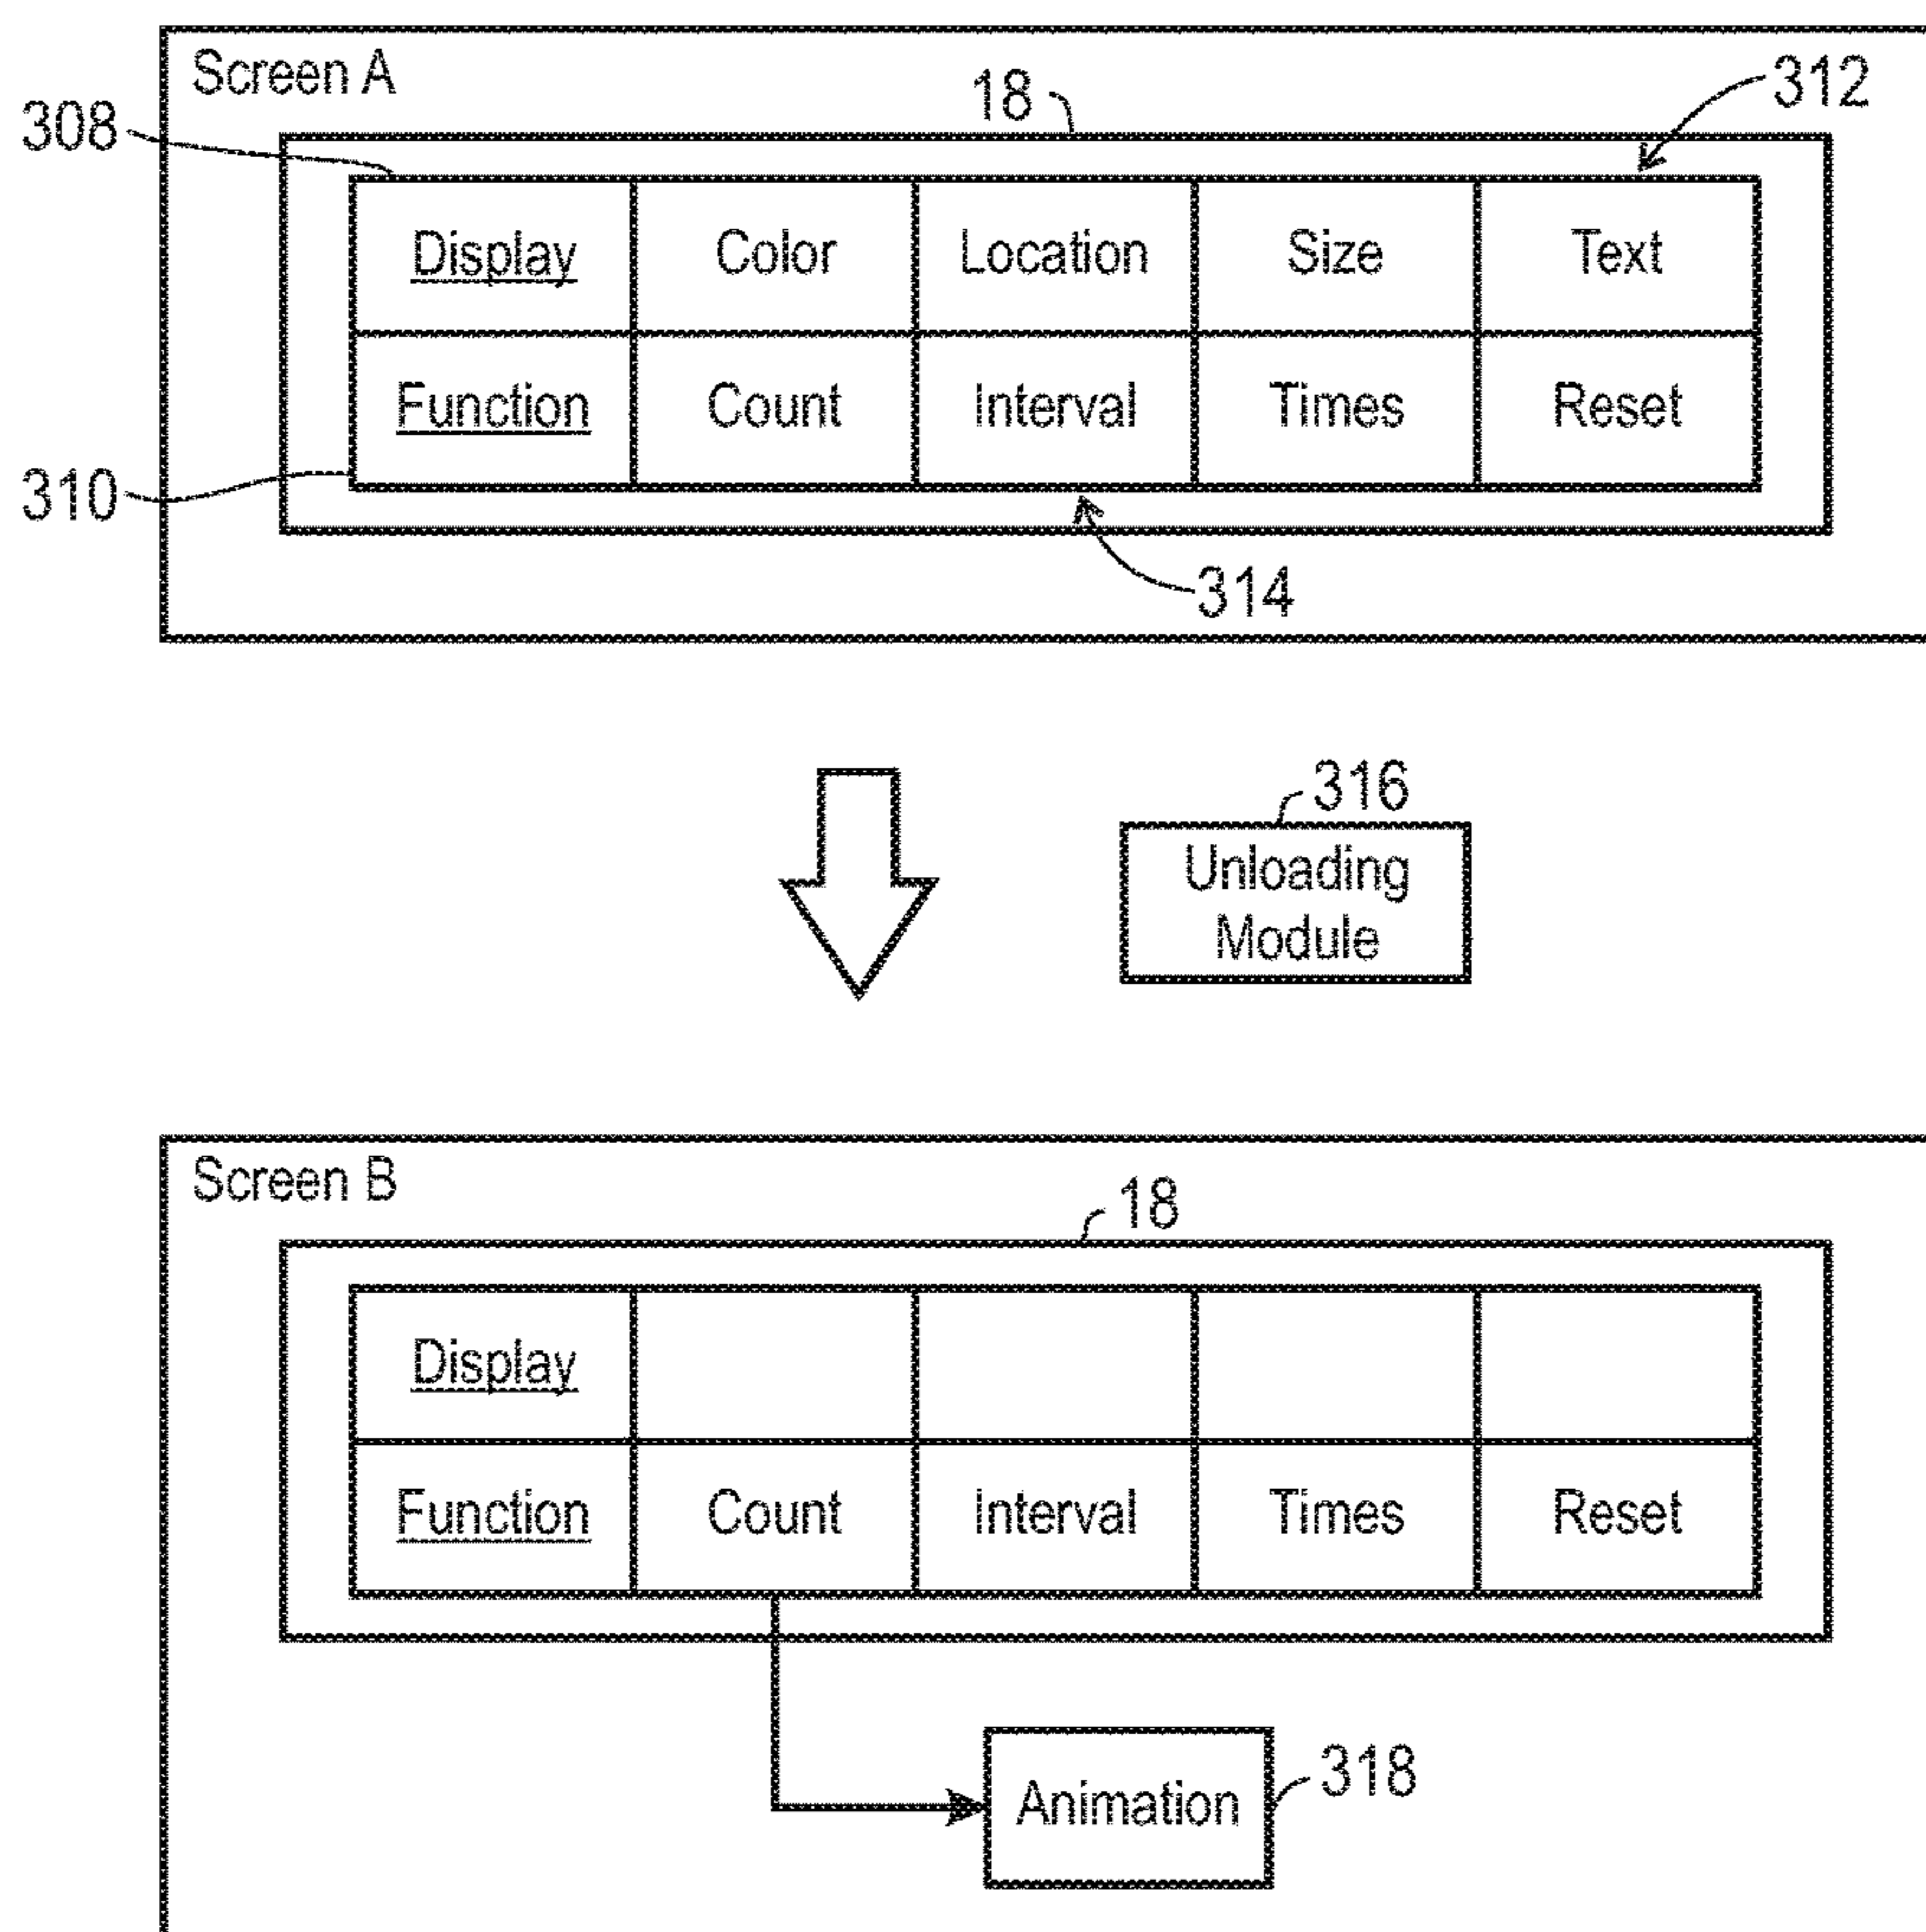 Screen A
18
312
308
Display Color Location Size Text
Function Count Interval Times Reset
310
314
316
Unloading
Module
Screen B
18
Display
Function Count Interval Times Reset
Animation
318